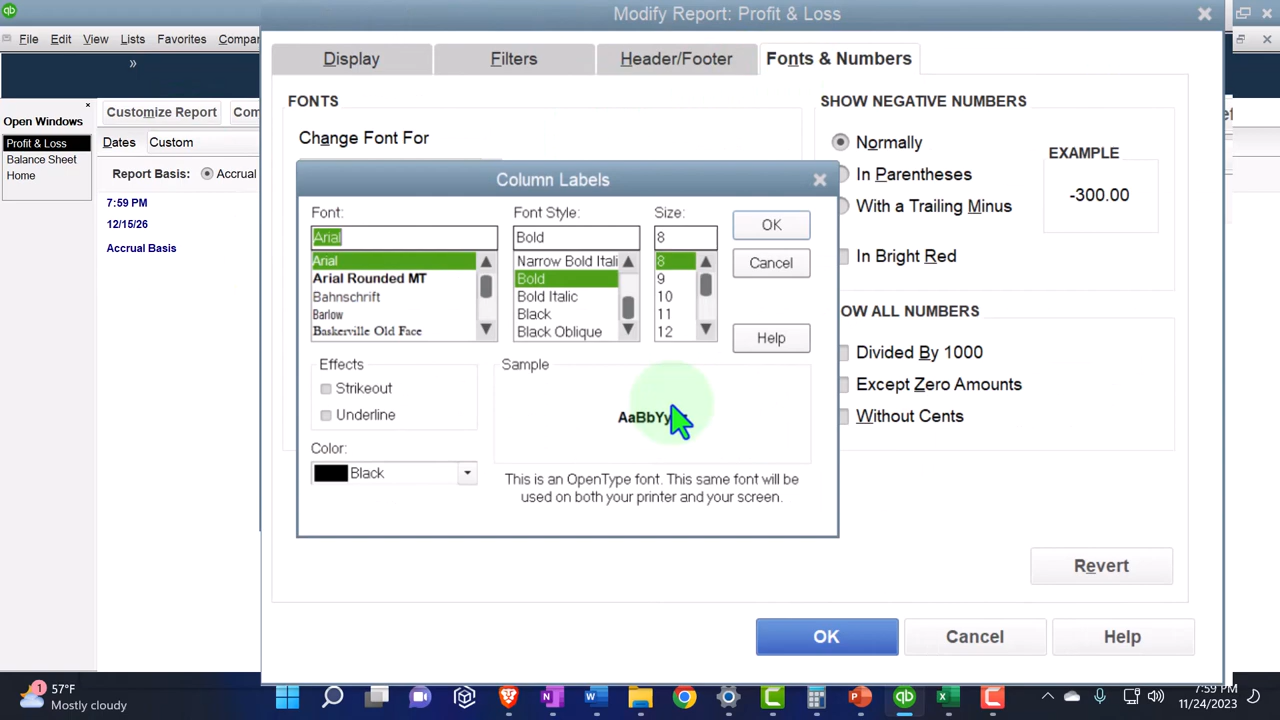 Modify Report: Profit & Loss
File Edit View Lists Favorites Compar
»
Display
Filters
Header/Footer
Fonts & Numbers
Customize Report Com
Dates Custom
Report Basis: Accrual
7:59 PM
12/15/26
Accrual Basis
Open Windows
Profit & Loss
Balance Sheet
Home
FONTS
Change Font For
SHOW NEGATIVE NUMBERS
Normally
In Parentheses
With a Trailing Minus
In Bright Red
EXAMPLE
-300.00
OW ALL NUMBERS
Divided By 1000
Except Zero Amounts
Without Cents
Column Labels
Font:
Arial
Arial
Arial Rounded MT
Bahnschrift
Barlow
Baskerville Old Face
Font Style:
Bold
Narrow Bold Itali
Bold
Bold Italic
Black
Black Oblique
Size:
8
8
9
10
11
12
OK
Cancel
Help
Effects
Strikeout
Underline
Color:
Black
Sample
AaBbYy
This is an OpenType font. This same font will be
used on both your printer and your screen.
Revert
OK
Cancel
Help
1
57°F
Mostly cloudy
7:59 PM
11/24/2023